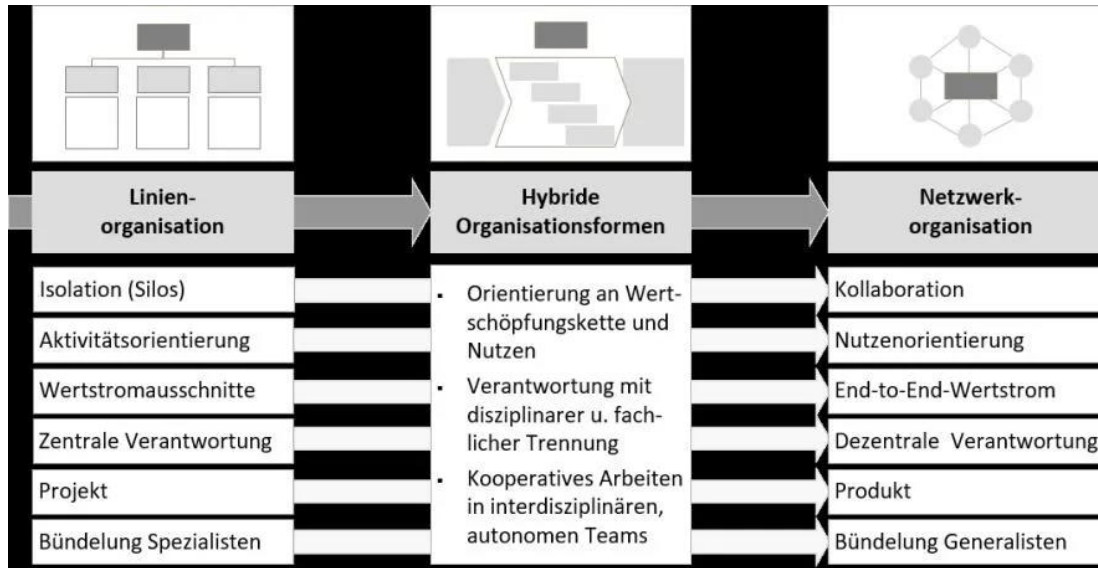 Linien-
organisation
Hybride
Organisationsformen
Netzwerk-
organisation
Isolation (Silos)
Aktivitätsorientierung
Wertstromausschnitte
Zentrale Verantwortung
Projekt
Bündelung Spezialisten
▪ Orientierung an Wert-
schöpfungskette und
Nutzen
▪ Verantwortung mit
disziplinarer u. fach-
licher Trennung
▪ Kooperatives Arbeiten
in interdisziplinären,
autonomen Teams
Kollaboration
Nutzenorientierung
End-to-End-Wertstrom
Dezentrale Verantwortung
Produkt
Bündelung Generalisten